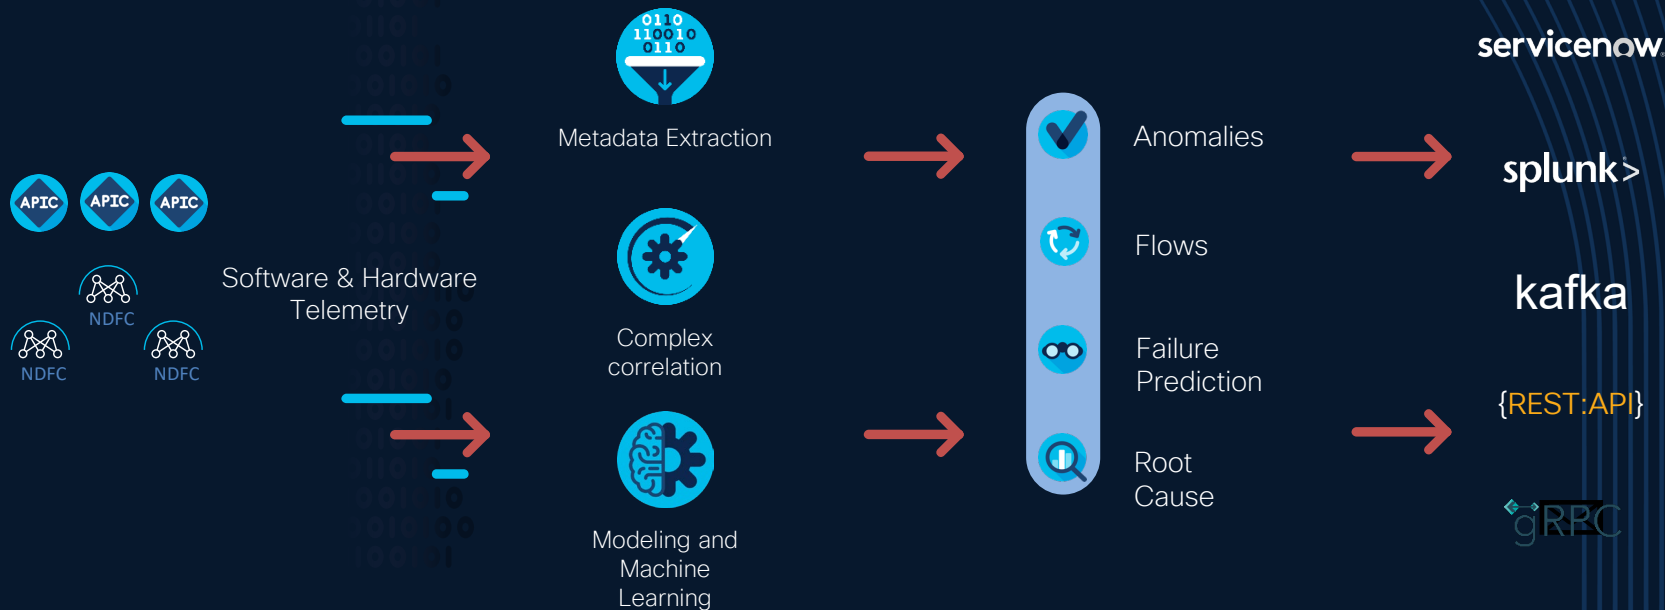 APIC
APIC
APIC
NDFC
NDFC
NDFC
Software & Hardware
Telemetry
0110
110010
0110
Metadata Extraction
Complex
correlation
Modeling and
Machine
Learning
Anomalies
Flows
Failure
Prediction
Root
Cause
servicenow
splunk>
kafka
{REST:API}
gRPC